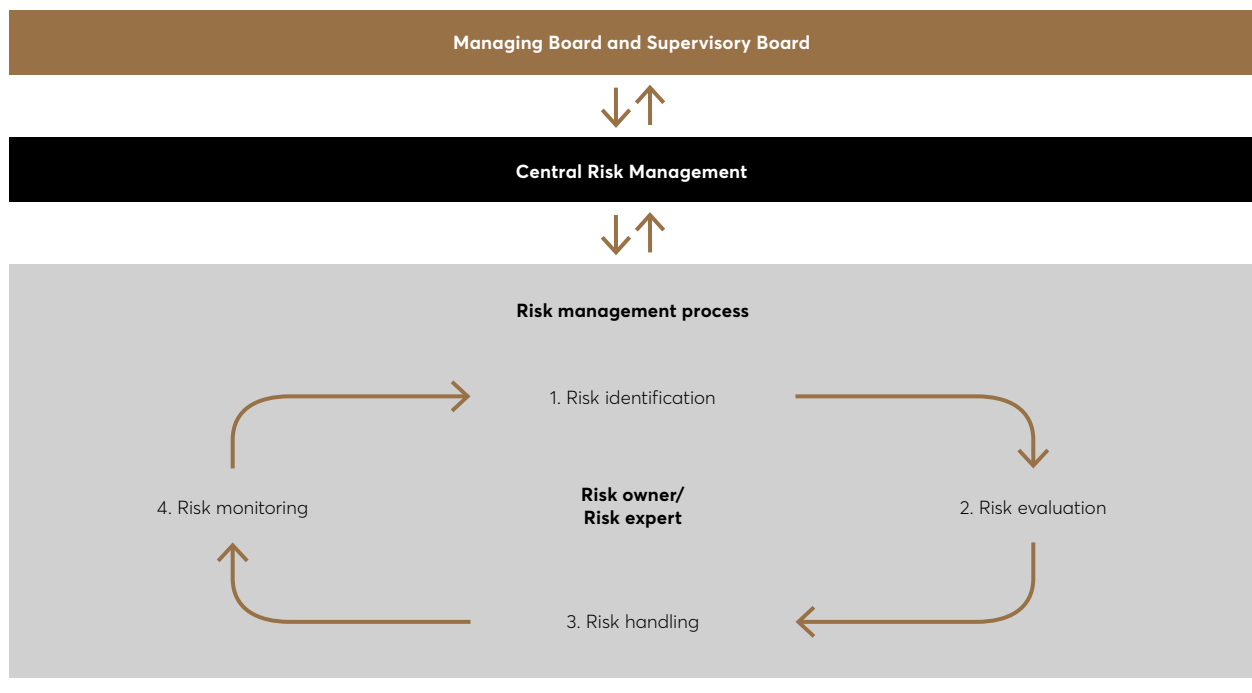 Managing Board and Supervisory Board
Central Risk Management
Risk management process
1. Risk identification
4. Risk monitoring
Risk owner/
Risk expert
2. Risk evaluation
3. Risk handling